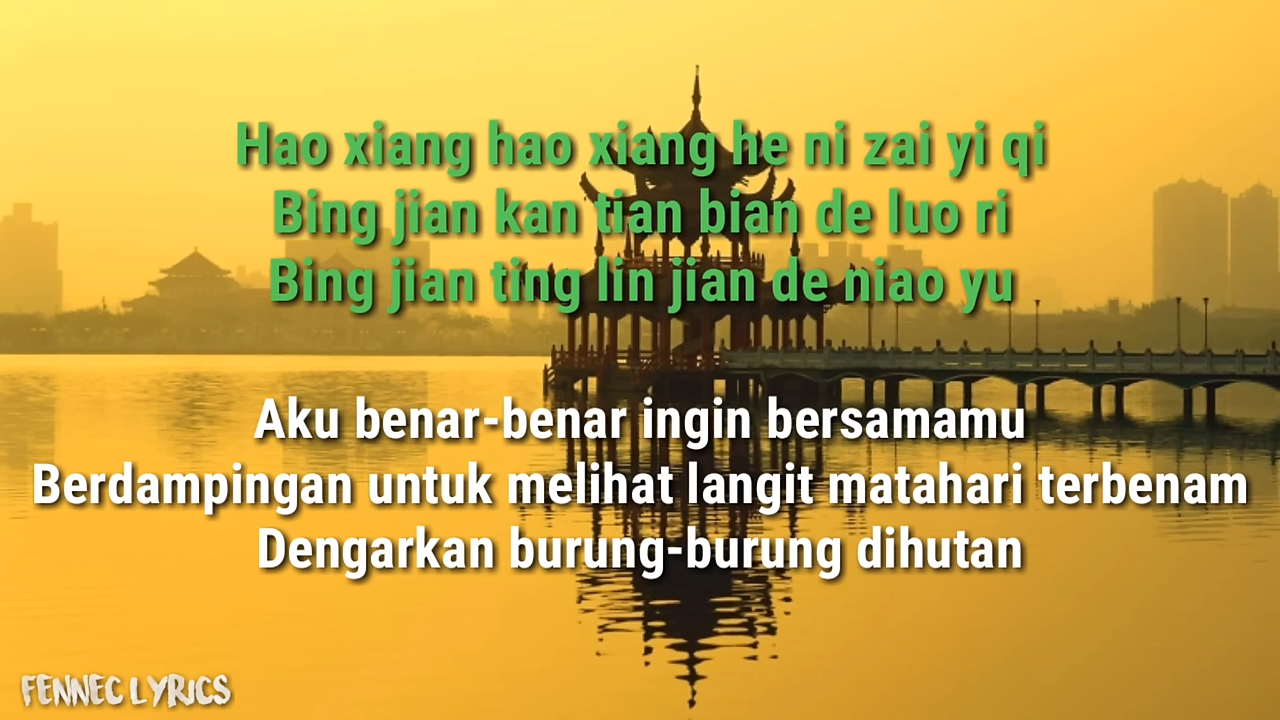 Hao xiang hao xiang he ni zai yi qi
Bing jian kan tian bian de luo ri
Bing jian ting lin jian de niao yu
Aku benar-benar ingin bersamamu
Berdampingan untuk melihat langit matahari terbenam
Dengarkan burung-burung dihutan
FENNEC LYRICS